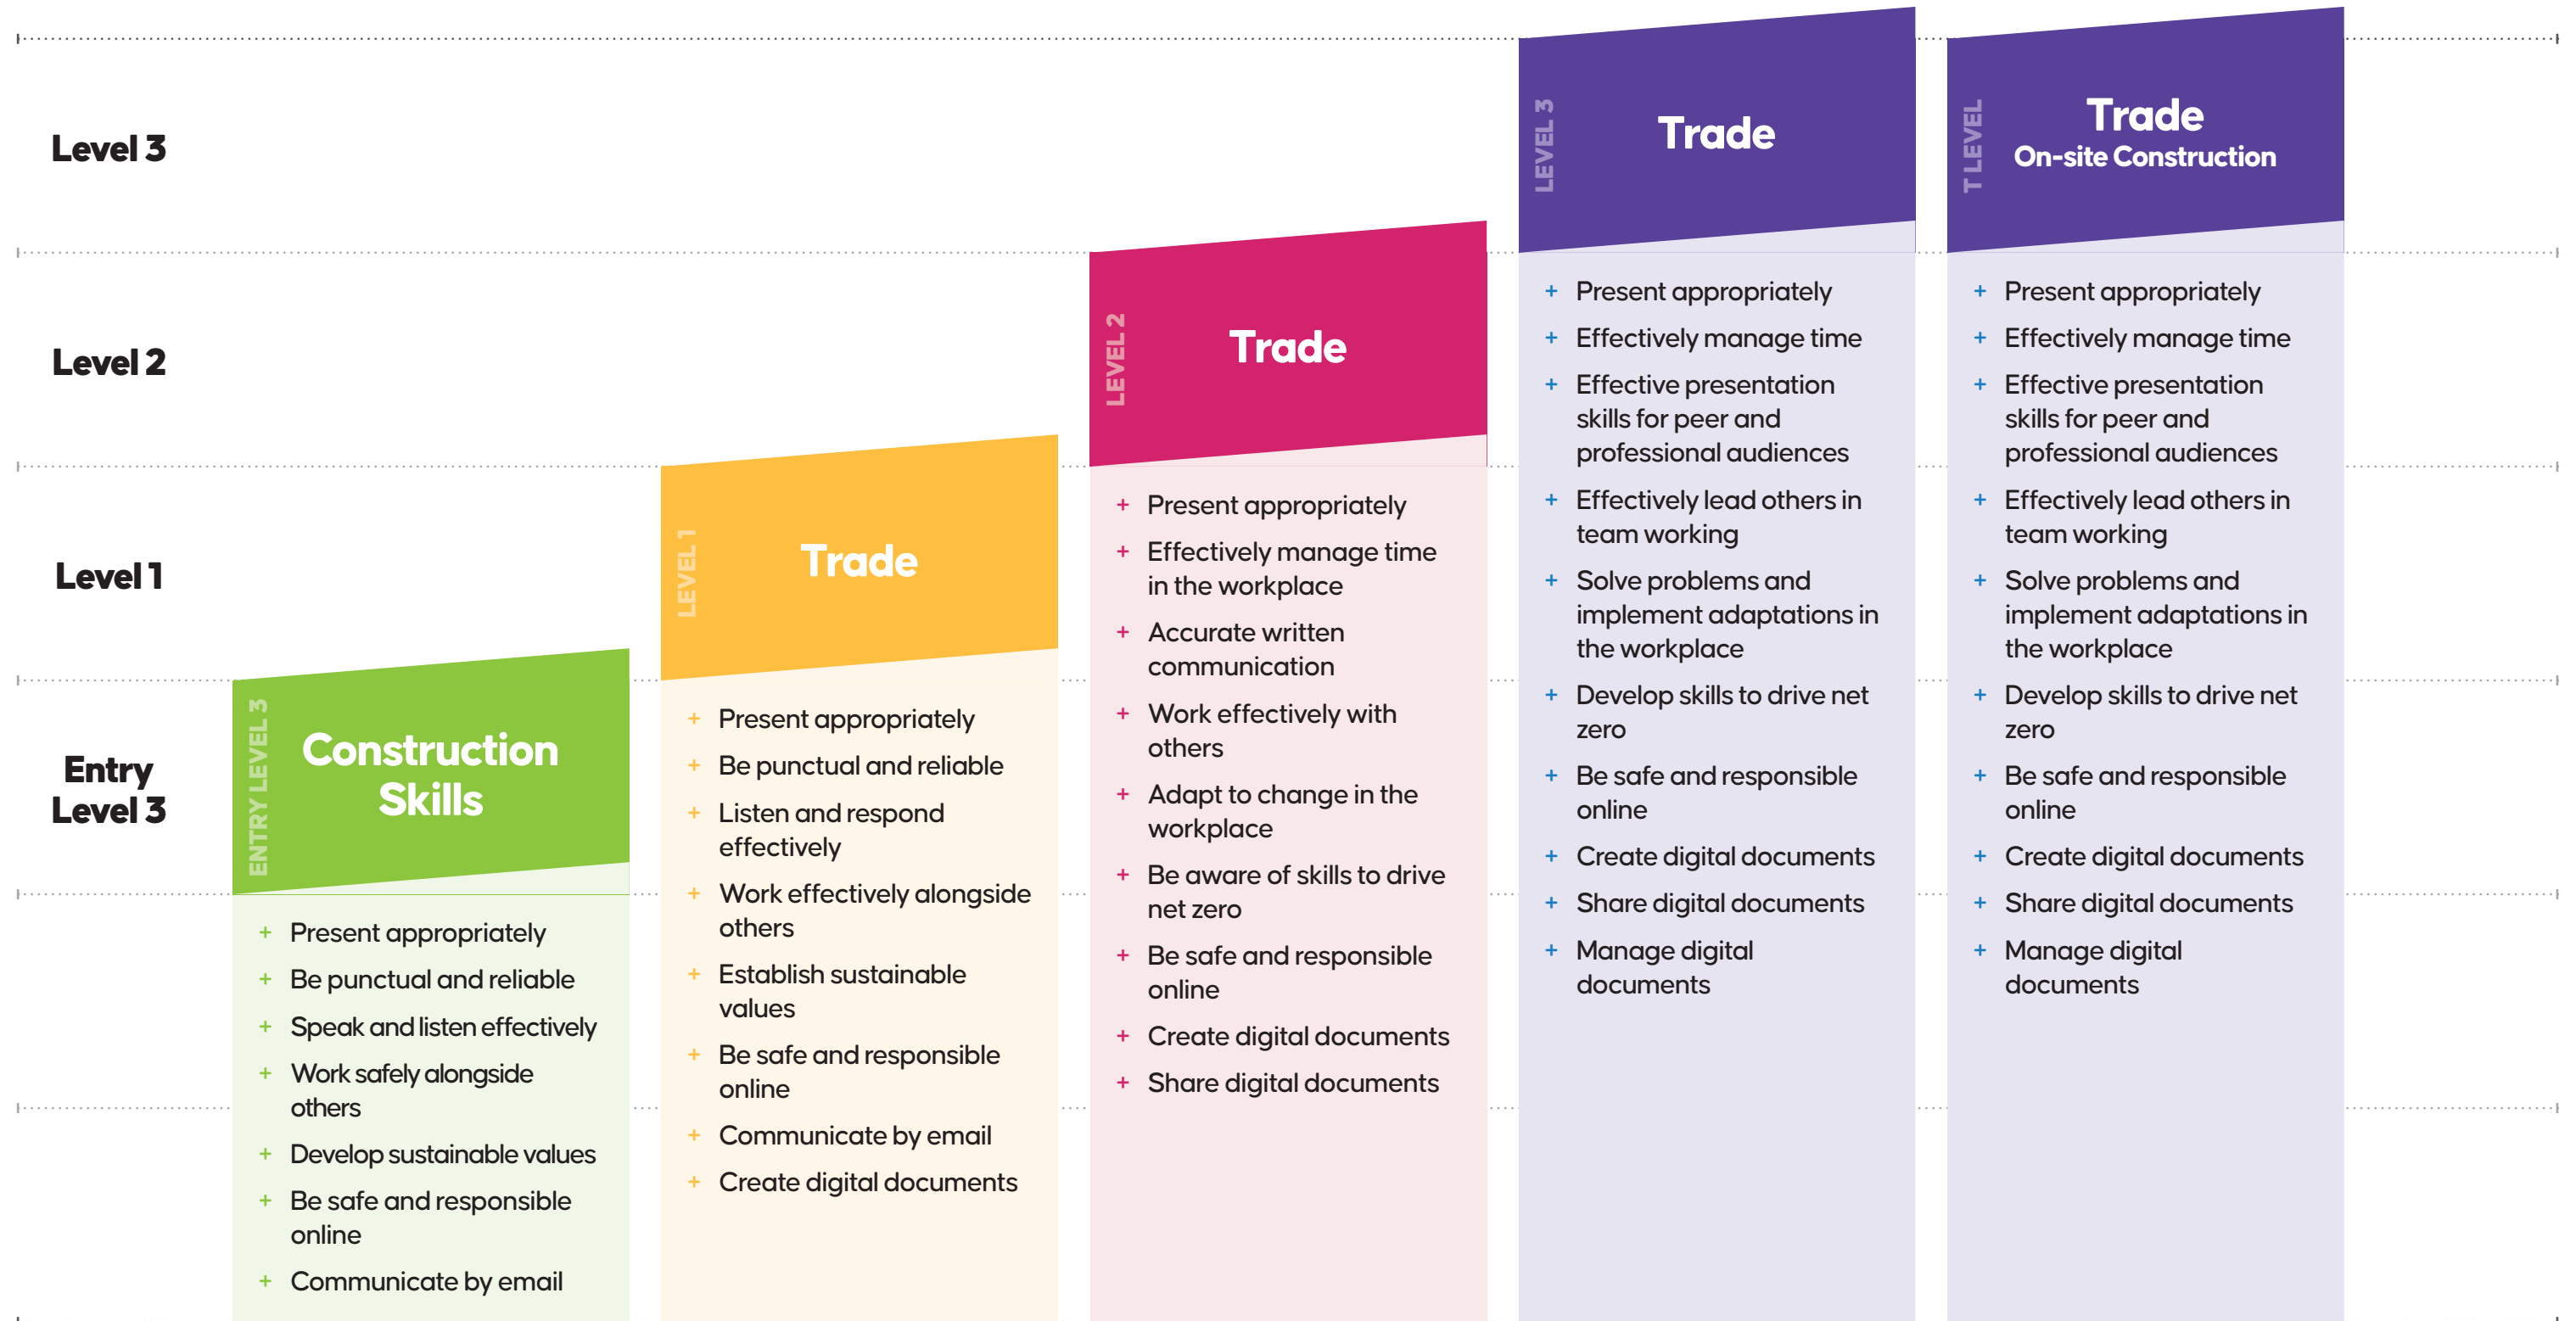 Level 3
Level 2
Level 1
Entry
Level 3
ENTRY LEVEL 3
Construction
Skills
+ Present appropriately
+ Be punctual and reliable
+ Speak and listen effectively
+ Work safely alongside
others
+ Develop sustainable values
+ Be safe and responsible
online
+ Communicate by email
LEVEL 1
Trade
+ Present appropriately
+ Be punctual and reliable
+ Listen and respond
effectively
+ Work effectively alongside
others
+ Establish sustainable
values
+ Be safe and responsible
online
+ Communicate by email
+ Create digital documents
LEVEL 2
Trade
+ Present appropriately
+ Effectively manage time
in the workplace
+ Accurate written
communication
+ Work effectively with
others
+ Adapt to change in the
workplace
+ Be aware of skills to drive
net zero
+ Be safe and responsible
online
+ Create digital documents
+ Share digital documents
LEVEL 3
Trade
+ Present appropriately
+ Effectively manage time
+ Effective presentation
skills for peer and
professional audiences
+ Effectively lead others in
team working
+ Solve problems and
implement adaptations in
the workplace
+ Develop skills to drive net
zero
+ Be safe and responsible
online
+ Create digital documents
+ Share digital documents
+ Manage digital
documents
T LEVEL
Trade
On-site Construction
+ Present appropriately
+ Effectively manage time
+ Effective presentation
skills for peer and
professional audiences
+ Effectively lead others in
team working
+ Solve problems and
implement adaptations in
the workplace
+ Develop skills to drive net
zero
+ Be safe and responsible
online
+ Create digital documents
+ Share digital documents
+ Manage digital
documents